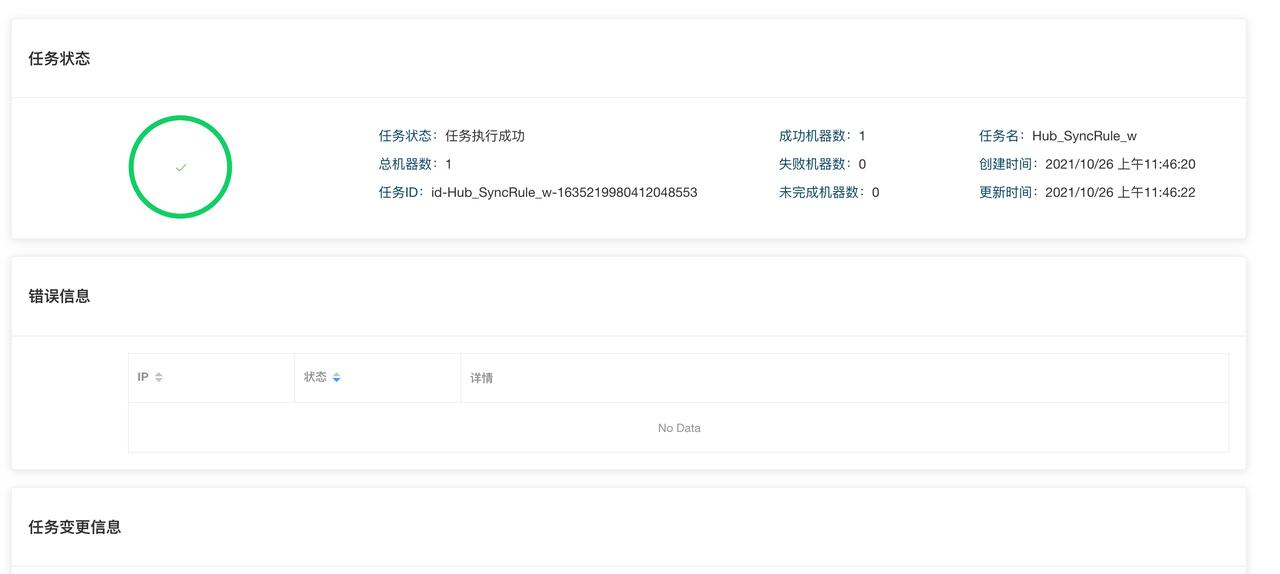 任务状态
任务状态：任务执行成功
成功机器数：1
任务名：Hub_SyncRule_w
总机器数：1
失败机器数：0
创建时间：2021/10/26 上午11:46:20
任务ID：id-Hub_SyncRule_w-1635219980412048553
未完成机器数：0
更新时间：2021/10/26 上午11:46:22
错误信息
IP
状态
详情
No Data
任务变更信息